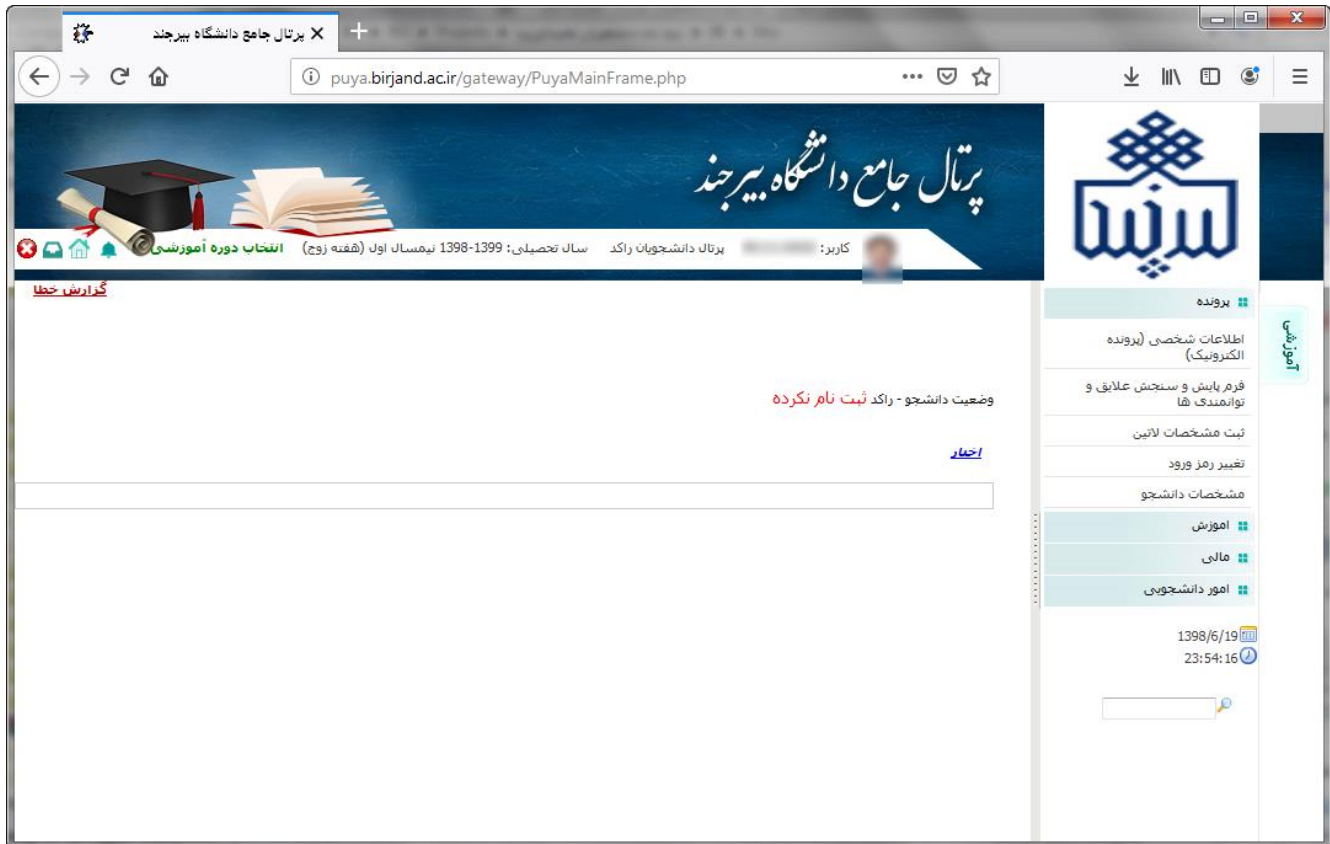 پرتال جامع دانشگاه بیرجند
puya.birjand.ac.ir/gateway/PuyaMainFrame.php
پرتال جامع دانشگاه بیرجند
بیرجند
کاربر:
پرتال دانشجویان راکد
سال تحصیلی: 1399-1398 نیمسال اول (هفته زوج)
انتخاب دوره آموزشی
گزارش خطا
آموزشی
پرونده
اطلاعات شخصی (پرونده
الکترونیک)
فرم پایش و سنجش علایق و
توانمندی ها
ثبت مشخصات لاتین
تغییر رمز ورود
مشخصات دانشجو
اموزش
مالی
امور دانشجویی
1398/6/19
23:54:16
وضعیت دانشجو - راکد ثبت نام نکرده
اخبار